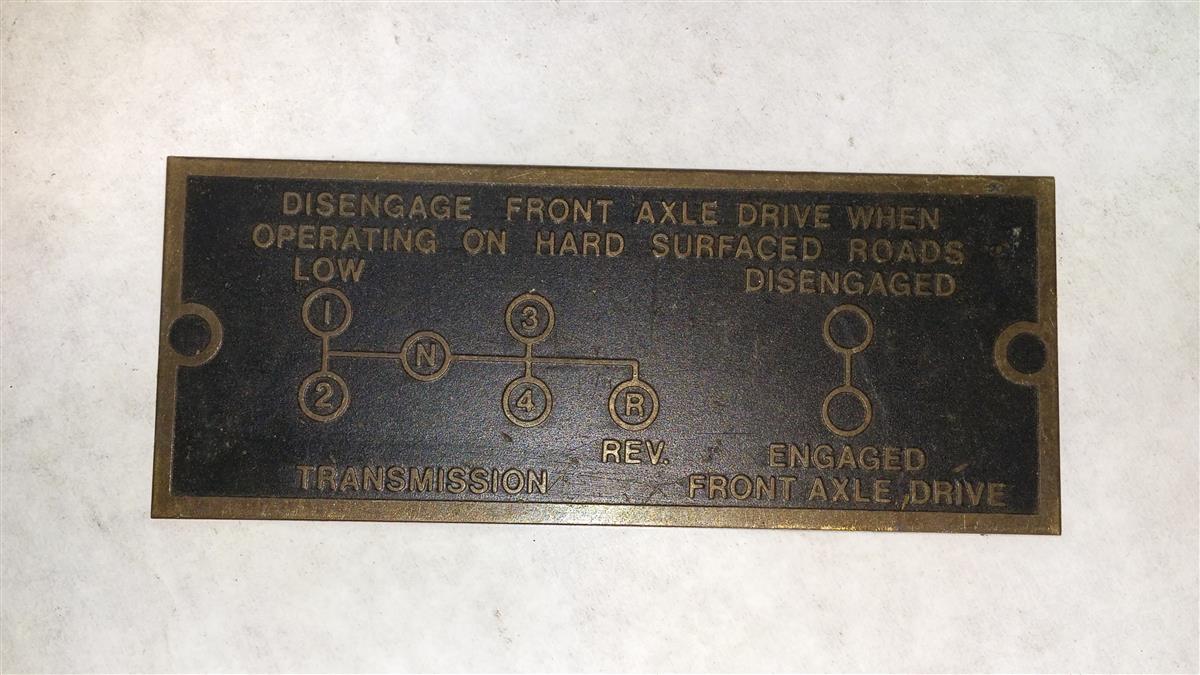 DISENGAGE FRONT AXLE DRIVE WHEN
OPERATING ON HARD SURFACED ROADS
LOW DISENGAGED
1 3
N
2 4 R
REV. ENGAGED
TRANSMISSION FRONT AXLE DRIVE